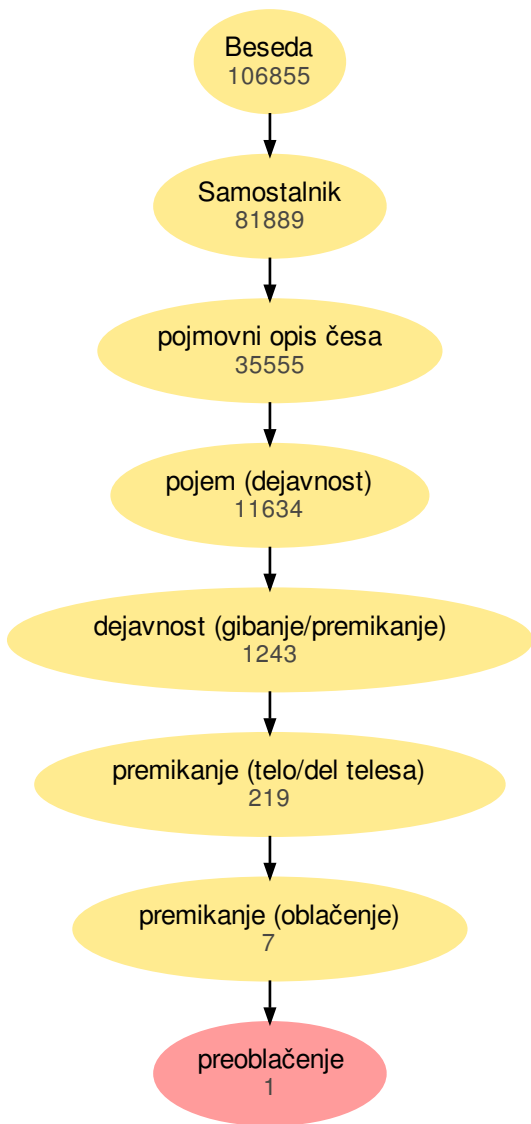 Beseda
106855
Samostalnik
81889
pojmovni opis česa
35555
pojem (dejavnost)
11634
dejavnost (gibanje/premikanje)
1243
premikanje (telo/del telesa)
219
premikanje (oblačenje)
7
preoblačenje
1